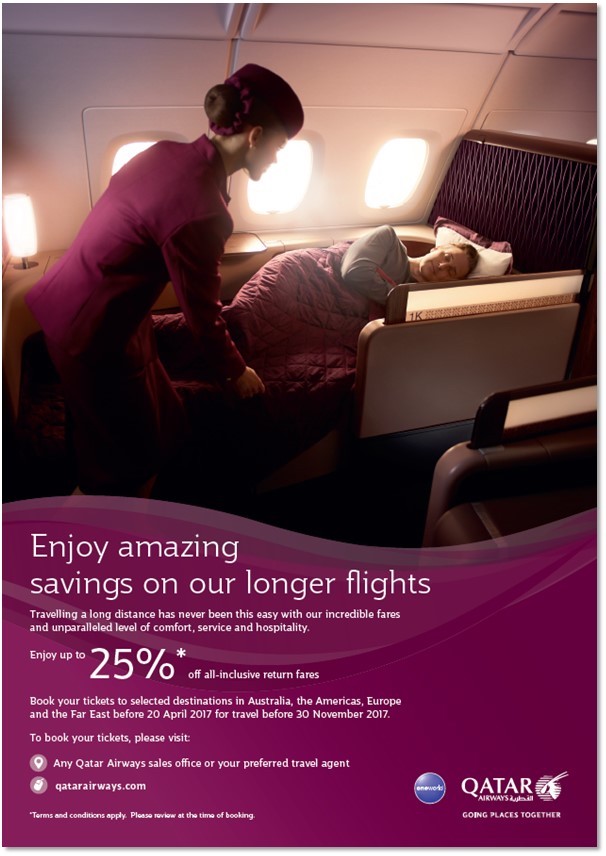 1K
Enjoy amazing
savings on our longer flights
Travelling a long distance has never been this easy with our incredible fares
and unparalleled level of comfort, service and hospitality.
Enjoy up to 25%* off all-inclusive return fares
Book your tickets to selected destinations in Australia, the Americas, Europe
and the Far East before 20 April 2017 for travel before 30 November 2017.
To book your tickets, please visit:
Any Qatar Airways sales office or your preferred travel agent
qatarairways.com
oneworld
QATAR
AIRWAYS القطرية
GOING PLACES TOGETHER
*Terms and conditions apply. Please review at the time of booking.